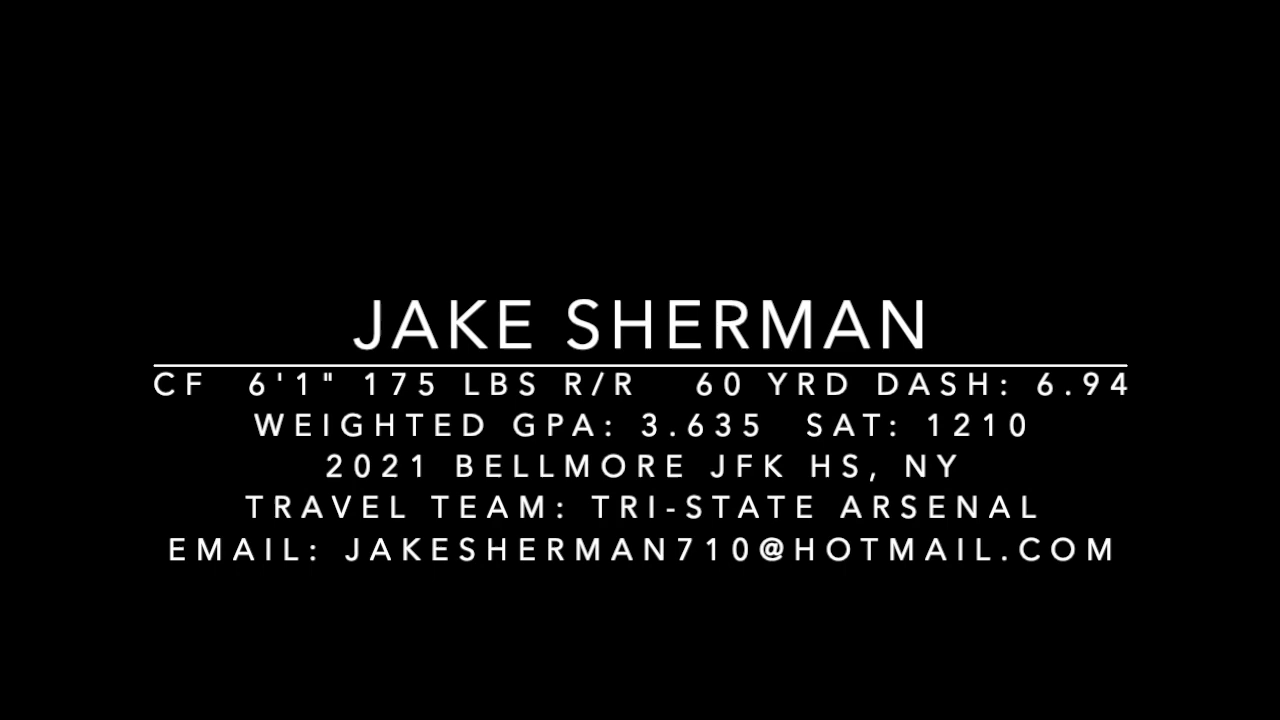 JAKE SHERMAN
CF 6'1" 175 LBS R/R 60 YRD DASH: 6.94
WEIGHTED GPA: 3.635 SAT: 1210
2021 BELLMORE JFK HS, NY
TRAVEL TEAM: TRI-STATE ARSENAL
EMAIL: JAKESHERMAN710@HOTMAIL.COM